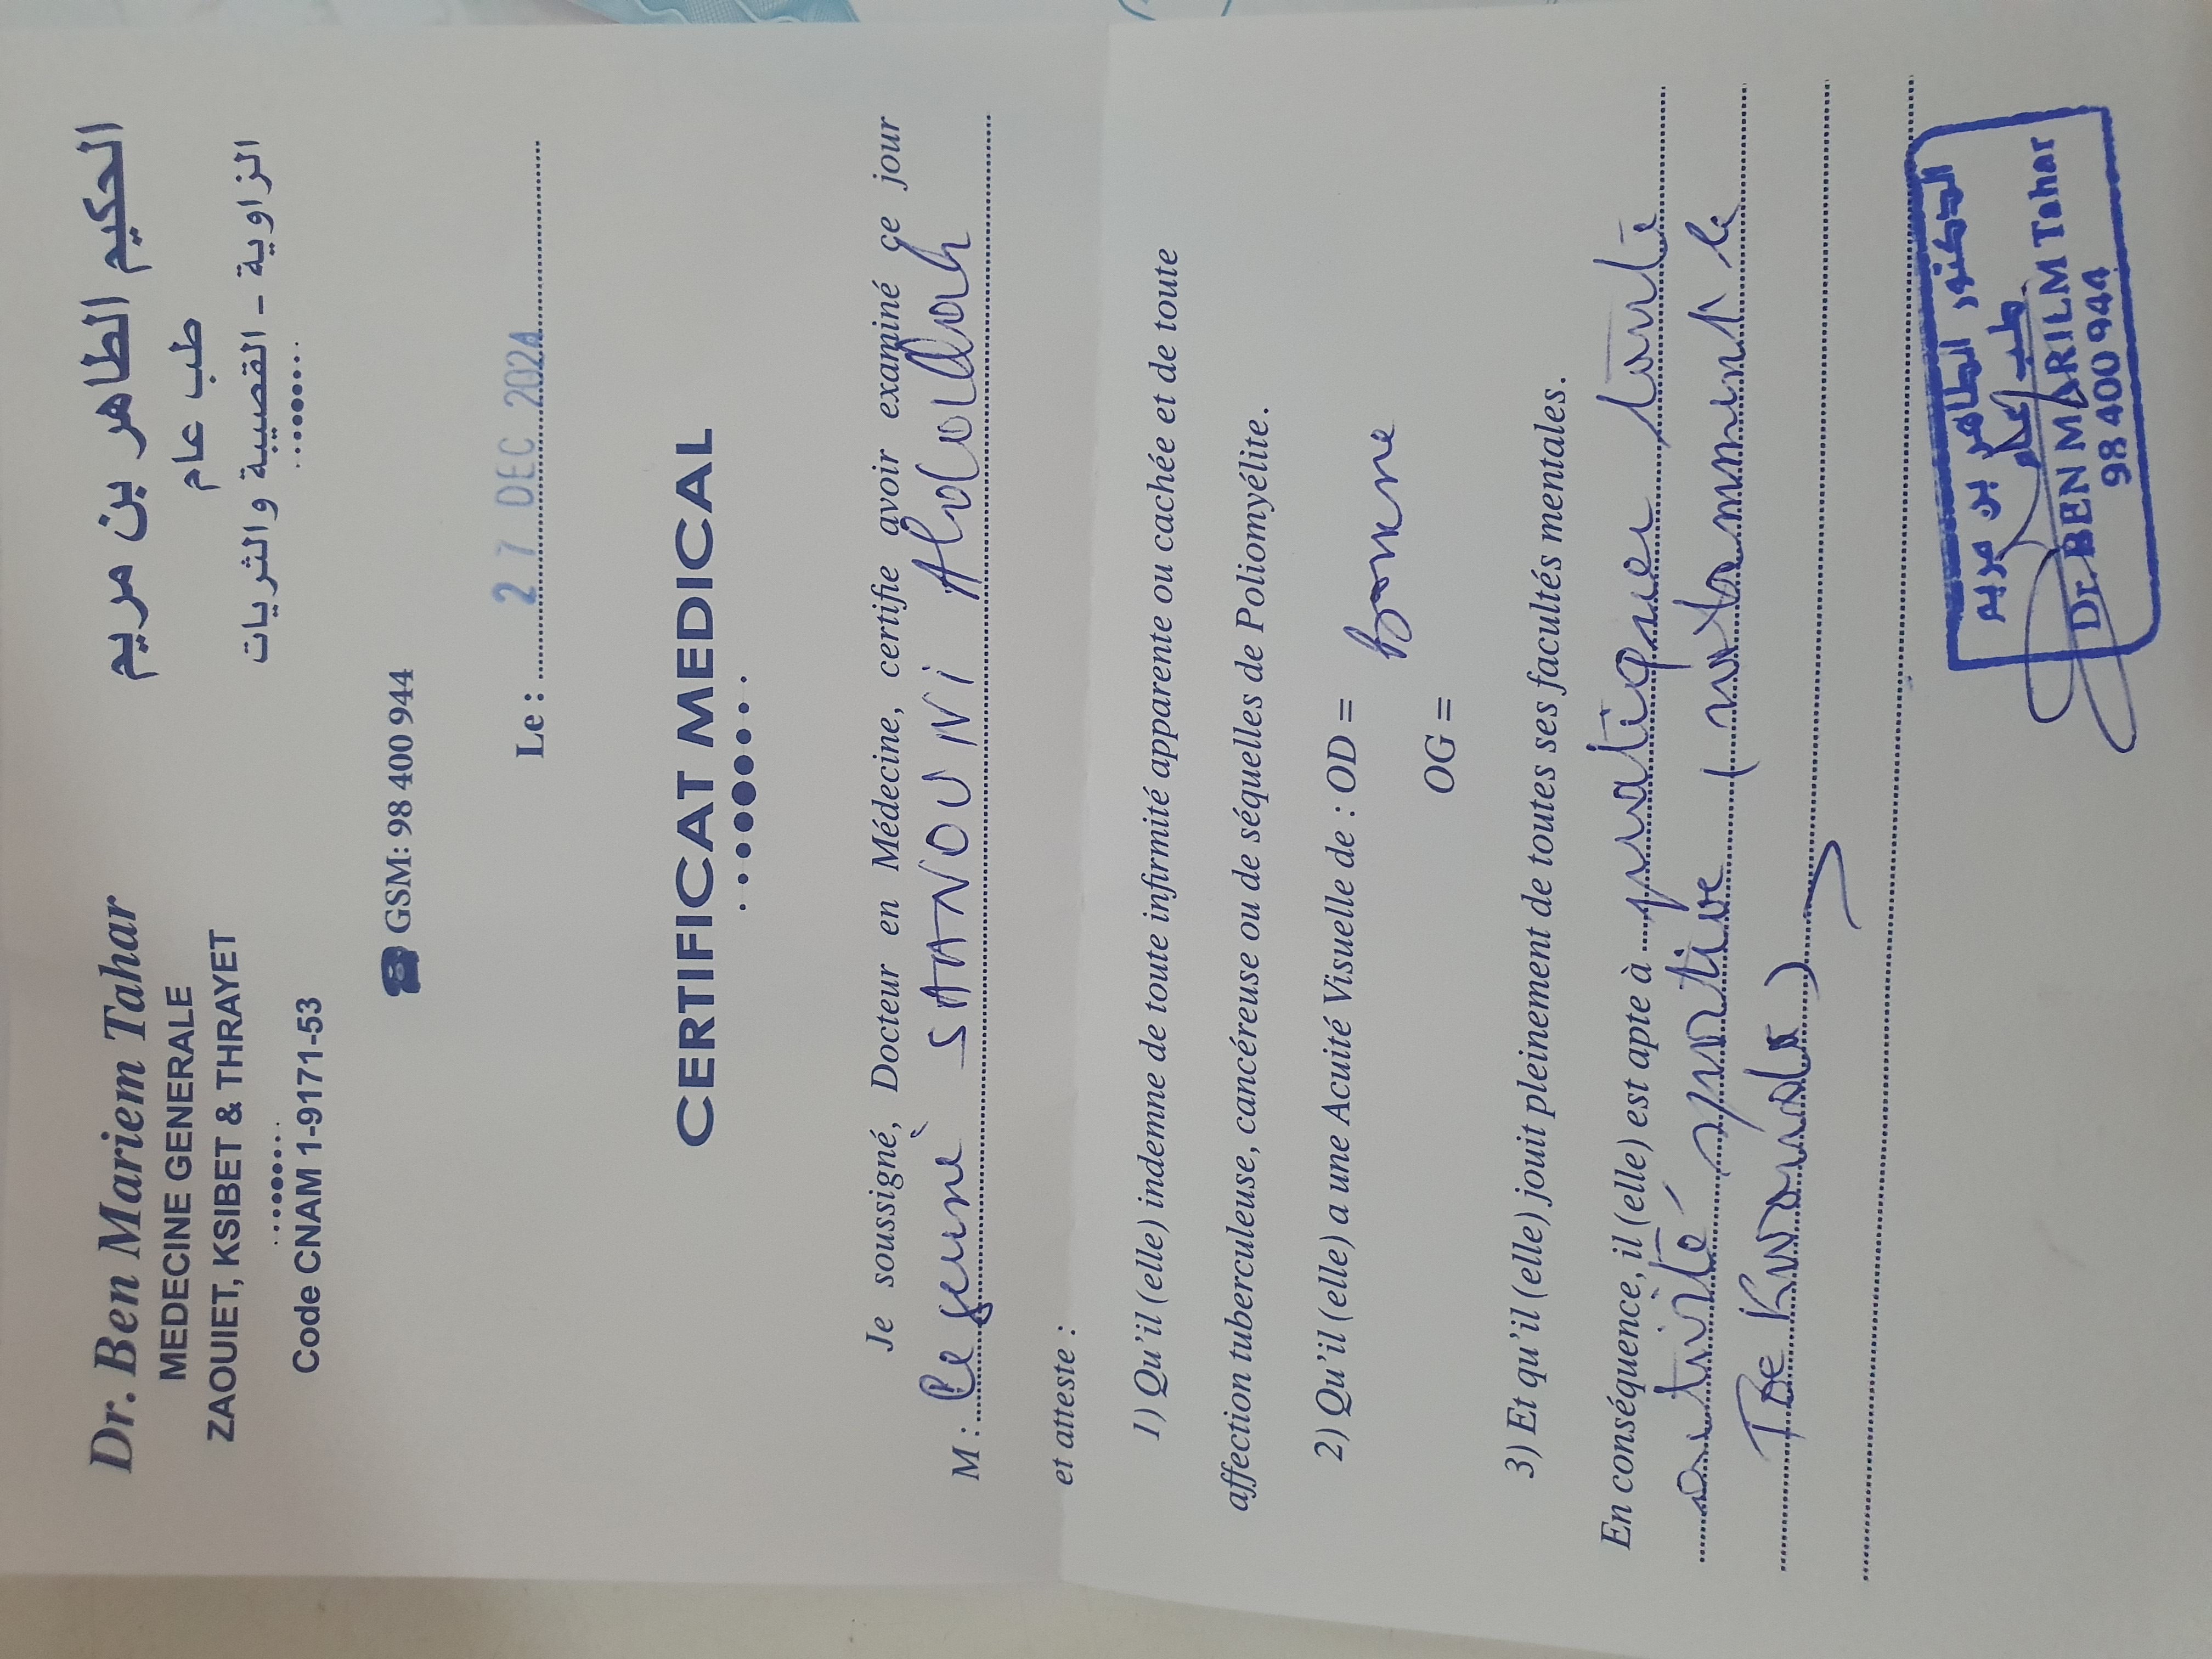 Dr. Ben Mariem Tahar
MEDECINE GENERALE
ZAOUIET, KSIBET & THRAYET
Code CNAM 1-9171-53
الحكيم الطاهر بن مريم
طب عام
الزاوية - القصيبة والثريات
GSM: 98 400 944
Le : 27 DEC 2024
CERTIFICAT MEDICAL
Je soussigné, Docteur en Médecine, certifie avoir examiné ce jour
M : le jeune SANOUNI Abdullah
et atteste :
1) Qu'il (elle) indemne de toute infirmité apparente ou cachée et de toute
affection tuberculeuse, cancéreuse ou de séquelles de Poliomyélite.
2) Qu'il (elle) a une Acuité Visuelle de : OD =
bonne
OG =
3) Et qu'il (elle) jouit pleinement de toutes ses facultés mentales.
En conséquence, il (elle) est apte à pratiquer toute
activité sportive (notamment le
)
الدكتور الطاهر بن مريم
طب عام
Dr. BEN MARIEM Tahar
98 400 944